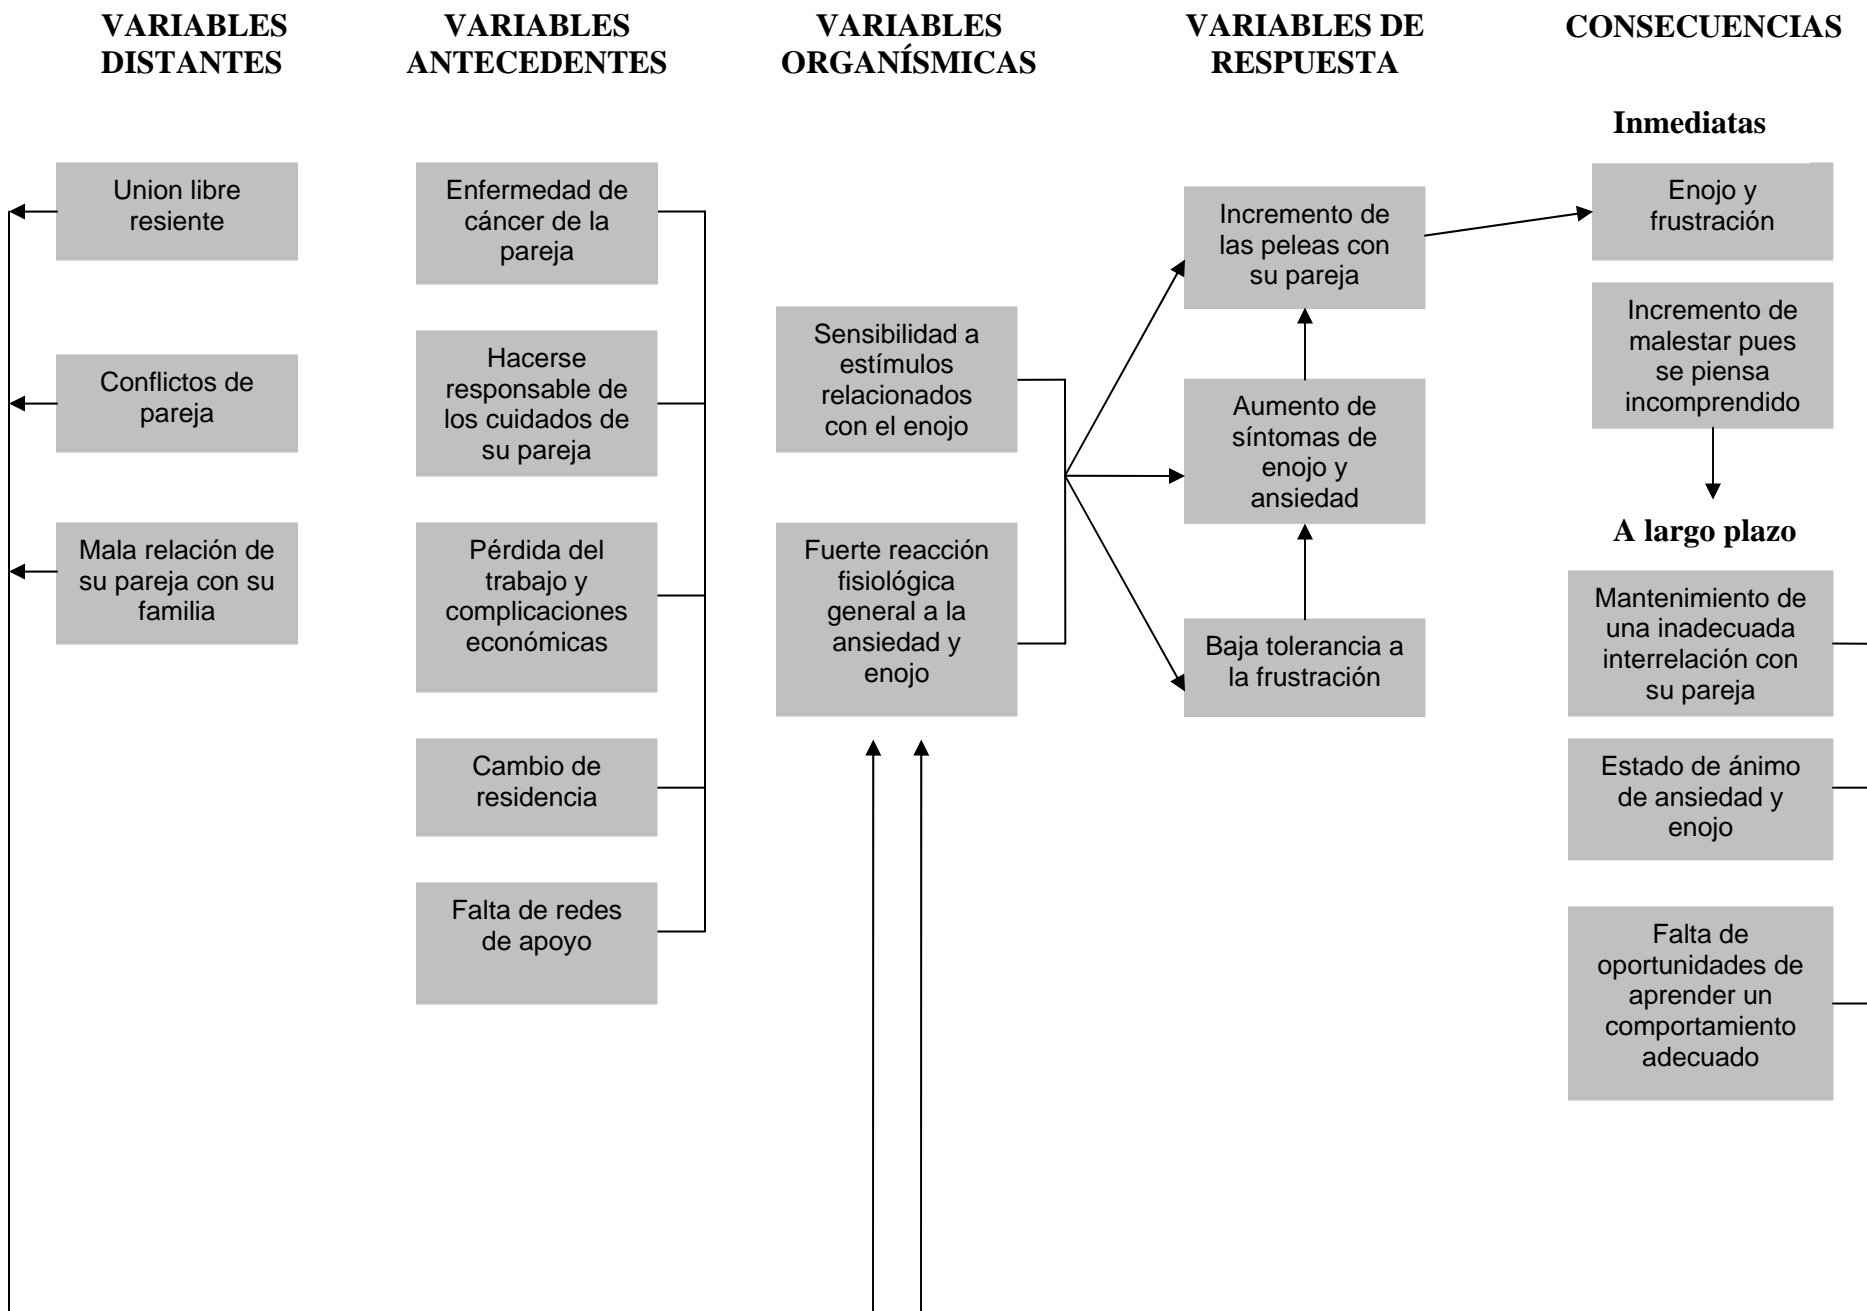 VARIABLES
DISTANTES
VARIABLES
ANTECEDENTES
VARIABLES
ORGANÍSMICAS
VARIABLES DE
RESPUESTA
CONSECUENCIAS
Union libre
resiente
Conflictos de
pareja
Mala relación de
su pareja con su
familia
Enfermedad de
cáncer de la
pareja
Hacerse
responsable de
los cuidados de
su pareja
Pérdida del
trabajo y
complicaciones
económicas
Cambio de
residencia
Falta de redes
de apoyo
Sensibilidad a
estímulos
relacionados
con el enojo
Fuerte reacción
fisiológica
general a la
ansiedad y
enojo
Incremento de
las peleas con
su pareja
Aumento de
síntomas de
enojo y
ansiedad
Baja tolerancia a
la frustración
Inmediatas
Enojo y
frustración
Incremento de
malestar pues
se piensa
incomprendido
A largo plazo
Mantenimiento de
una inadecuada
interrelación con
su pareja
Estado de ánimo
de ansiedad y
enojo
Falta de
oportunidades de
aprender un
comportamiento
adecuado